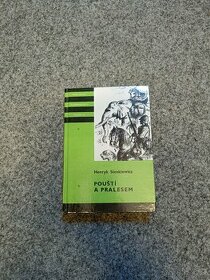 Henryk Sienkiewicz
POUŠTÍ
A PRALESEM